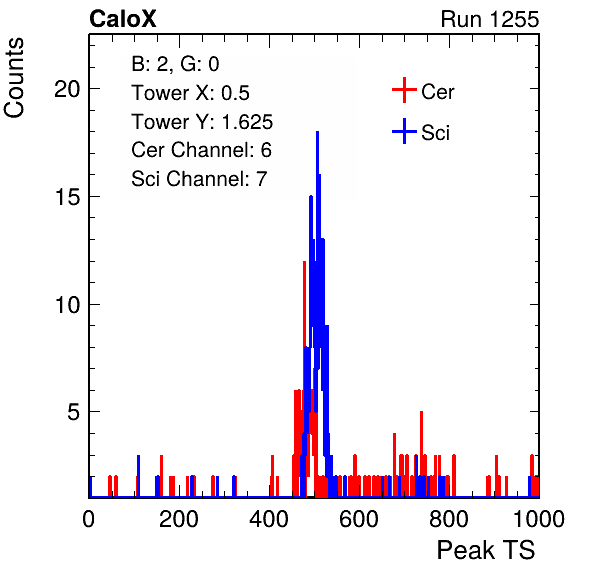 CaloX Run 1255
Counts
B: 2, G: 0
Tower X: 0.5
Tower Y: 1.625
Cer Channel: 6
Sci Channel: 7
Cer
Sci
20
15
10
5
0 200 400 600 800 1000
Peak TS